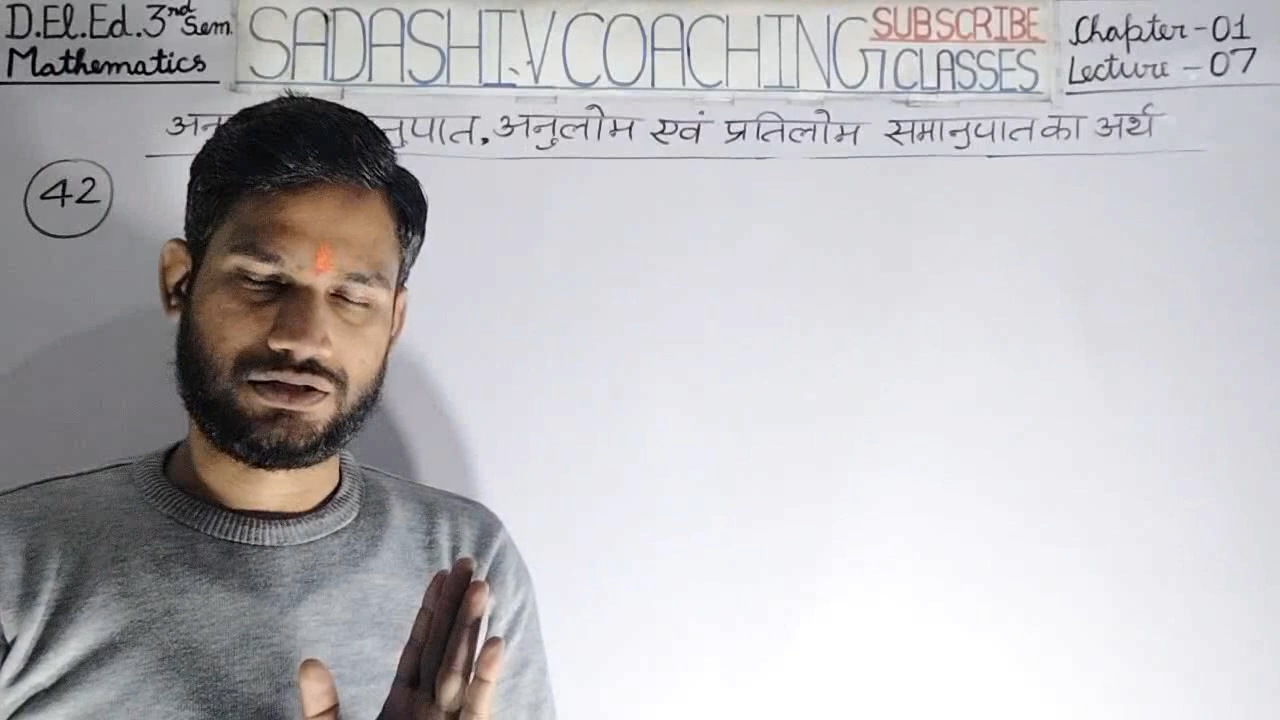 D.El.Ed. 3rd Sem.
Mathematics
SADASHIV COACHING CLASSES
SUBSCRIBE
Chapter - 01
Lecture - 07
अनुलोम एवं प्रतिलोम समानुपात का अर्थ
42